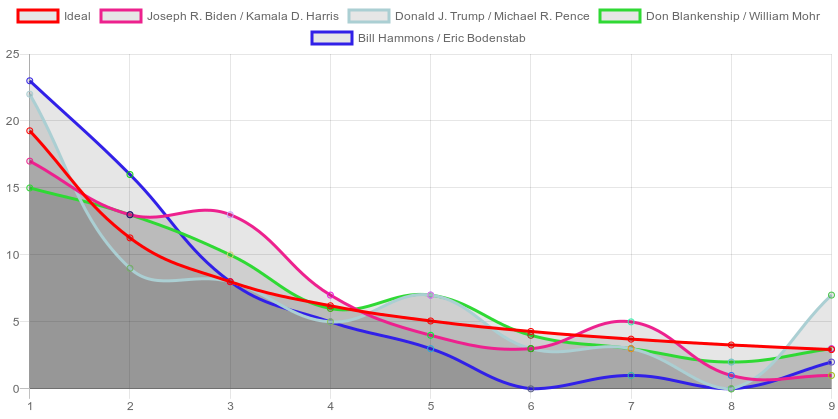 Ideal Joseph R. Biden / Kamala D. Harris Donald J. Trump / Michael R. Pence Don Blankenship / William Mohr
Bill Hammons / Eric Bodenstab
25
20
15
10
5
0
1 2 3 4 5 6 7 8 9